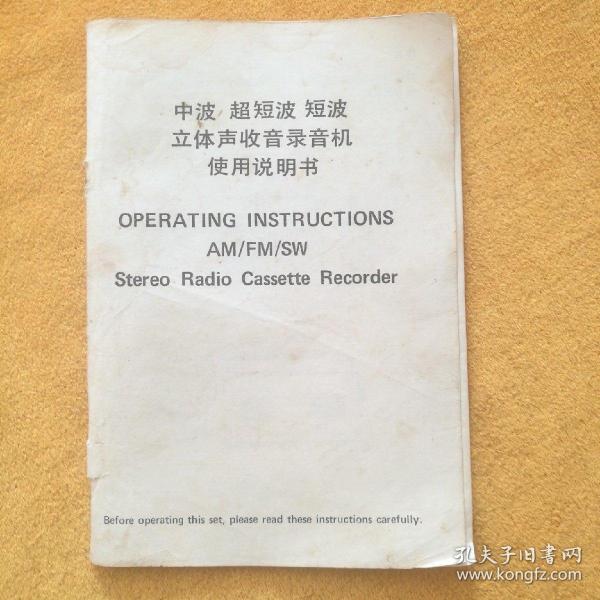 中波 超短波 短波
立体声收音录音机
使用说明书
OPERATING INSTRUCTIONS
AM/FM/SW
Stereo Radio Cassette Recorder
Before operating this set, please read these instructions carefully.
孔夫子旧书网
www.kongfz.com